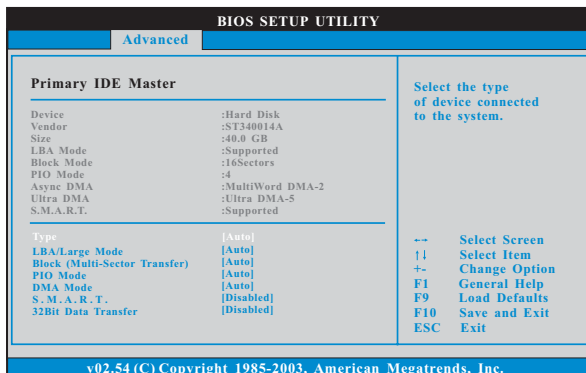 BIOS SETUP UTILITY
Advanced
Primary IDE Master
Device :Hard Disk
Vendor :ST340014A
Size :40.0 GB
LBA Mode :Supported
Block Mode :16Sectors
PIO Mode :4
Async DMA :MultiWord DMA-2
Ultra DMA :Ultra DMA-5
S.M.A.R.T. :Supported
Type [Auto]
LBA/Large Mode [Auto]
Block (Multi-Sector Transfer) [Auto]
PIO Mode [Auto]
DMA Mode [Auto]
S.M.A.R.T. [Disabled]
32Bit Data Transfer [Disabled]
Select the type
of device connected
to the system.
←→ Select Screen
↑↓ Select Item
+- Change Option
F1 General Help
F9 Load Defaults
F10 Save and Exit
ESC Exit
v02.54 (C) Copyright 1985-2003, American Megatrends, Inc.